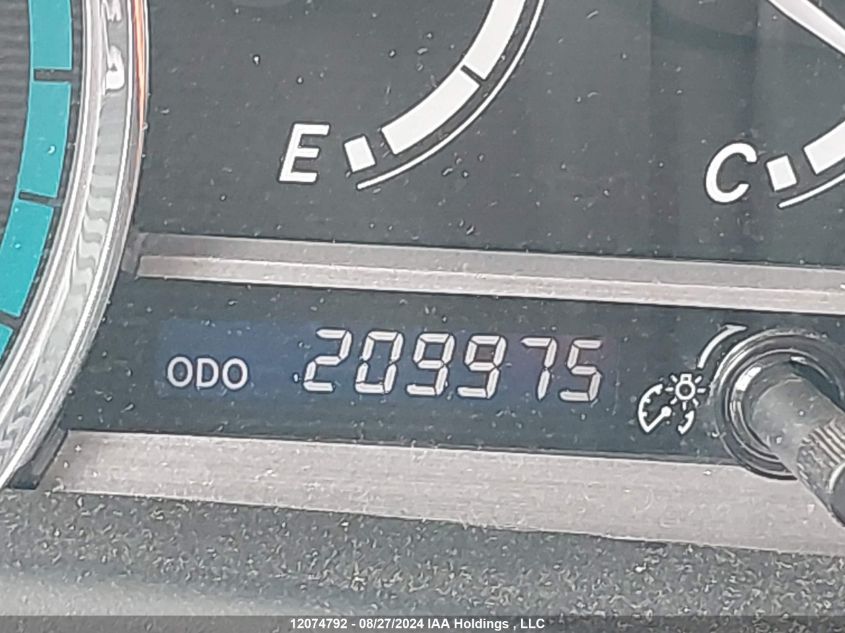 E
C
ODO 209975
12074792 - 08/27/2024 IAA Holdings , LLC